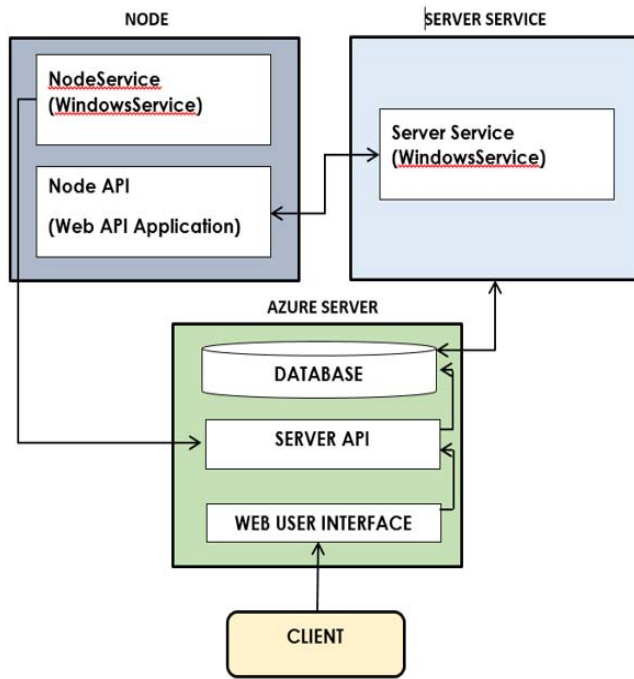 NODE
NodeService
(WindowsService)
Node API
(Web API Application)
SERVER SERVICE
Server Service
(WindowsService)
AZURE SERVER
DATABASE
SERVER API
WEB USER INTERFACE
CLIENT